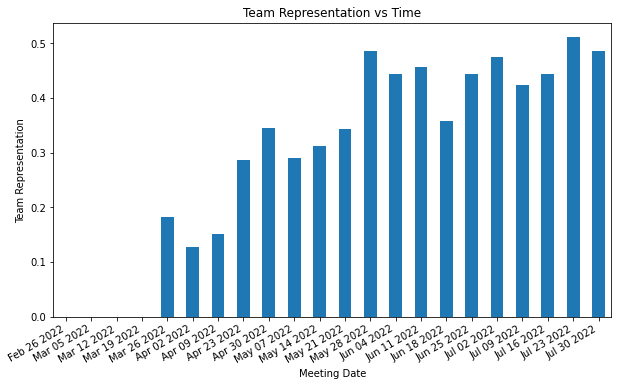 Team Representation vs Time
Team Representation
0.5
0.4
0.3
0.2
0.1
0.0
Feb 26 2022
Mar 05 2022
Mar 12 2022
Mar 19 2022
Mar 26 2022
Apr 02 2022
Apr 09 2022
Apr 23 2022
Apr 30 2022
May 07 2022
May 14 2022
May 21 2022
May 28 2022
Jun 04 2022
Jun 11 2022
Jun 18 2022
Jun 25 2022
Jul 02 2022
Jul 09 2022
Jul 16 2022
Jul 23 2022
Jul 30 2022
Meeting Date